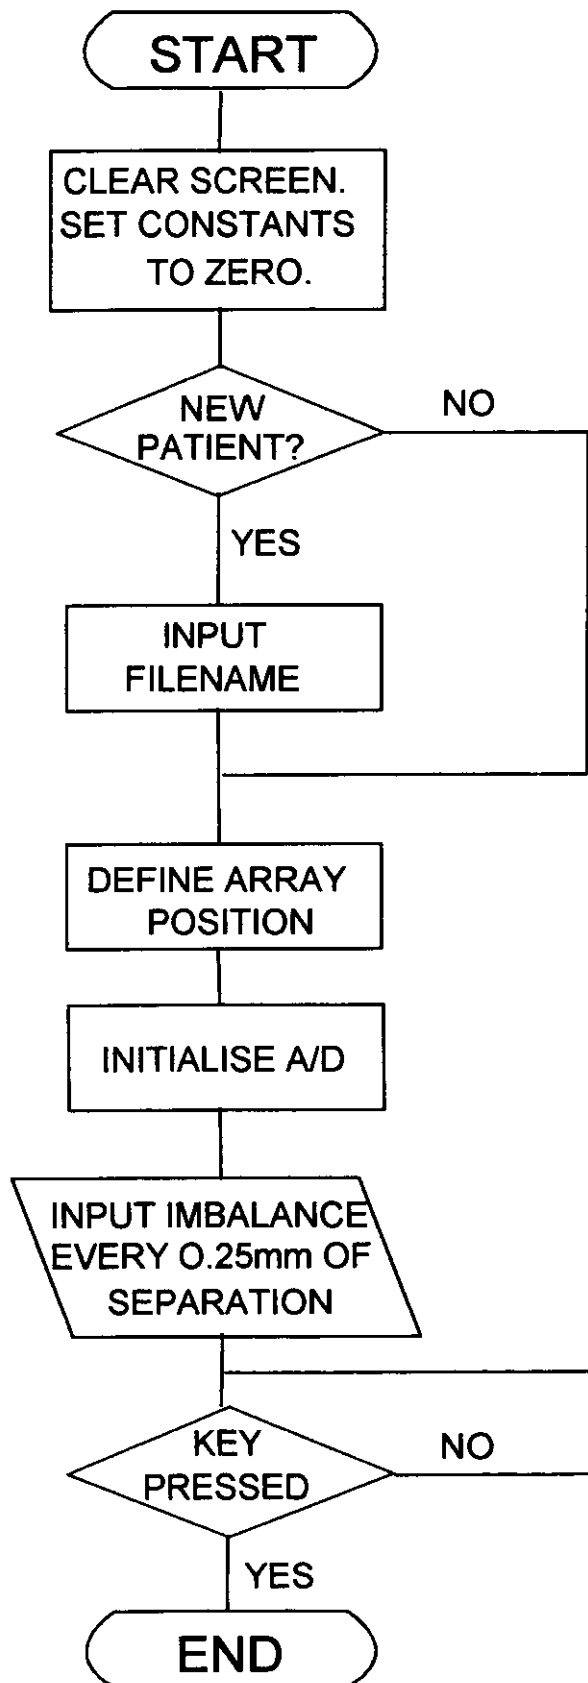 START
CLEAR SCREEN.
SET CONSTANTS
TO ZERO.
NEW
PATIENT?
NO
YES
INPUT
FILENAME
DEFINE ARRAY
POSITION
INITIALISE A/D
INPUT IMBALANCE
EVERY 0.25mm OF
SEPARATION
KEY
PRESSED
NO
YES
END